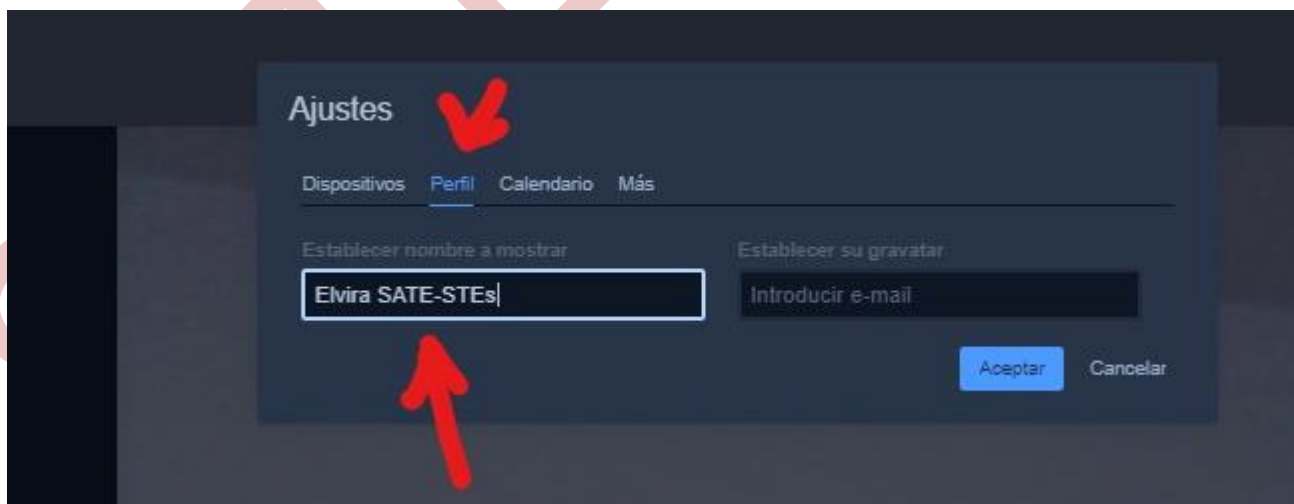 Ajustes
Dispositivos Perfil Calendario Más
Establecer nombre a mostrar Establecer su gravatar
Elvira SATE-STEs Introducir e-mail
Aceptar Cancelar